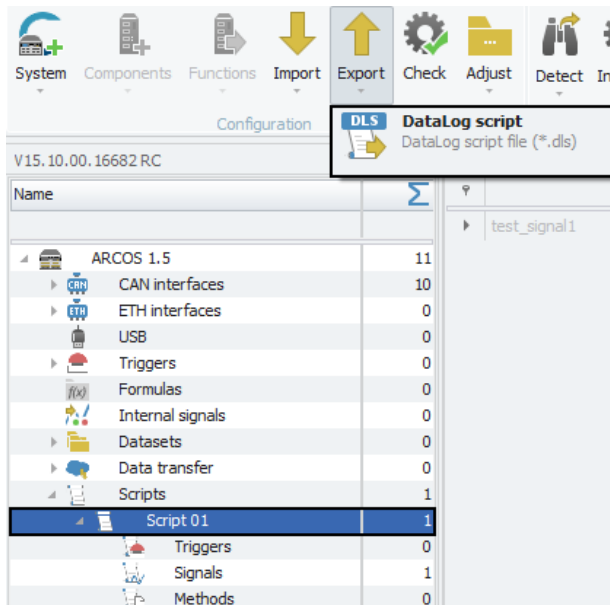 System Components Functions Import Export Check Adjust Detect
Configuration
DLS DataLog script
DataLog script file (*.dls)
V15.10.00.16682 RC
Name Σ
test_signal1
ARCOS 1.5 11
CAN CAN interfaces 10
ETH ETH interfaces 0
USB 0
Triggers 0
f(x) Formulas 0
Internal signals 0
Datasets 0
Data transfer 0
Scripts 1
Script 01 1
Triggers 0
Signals 1
Methods 0